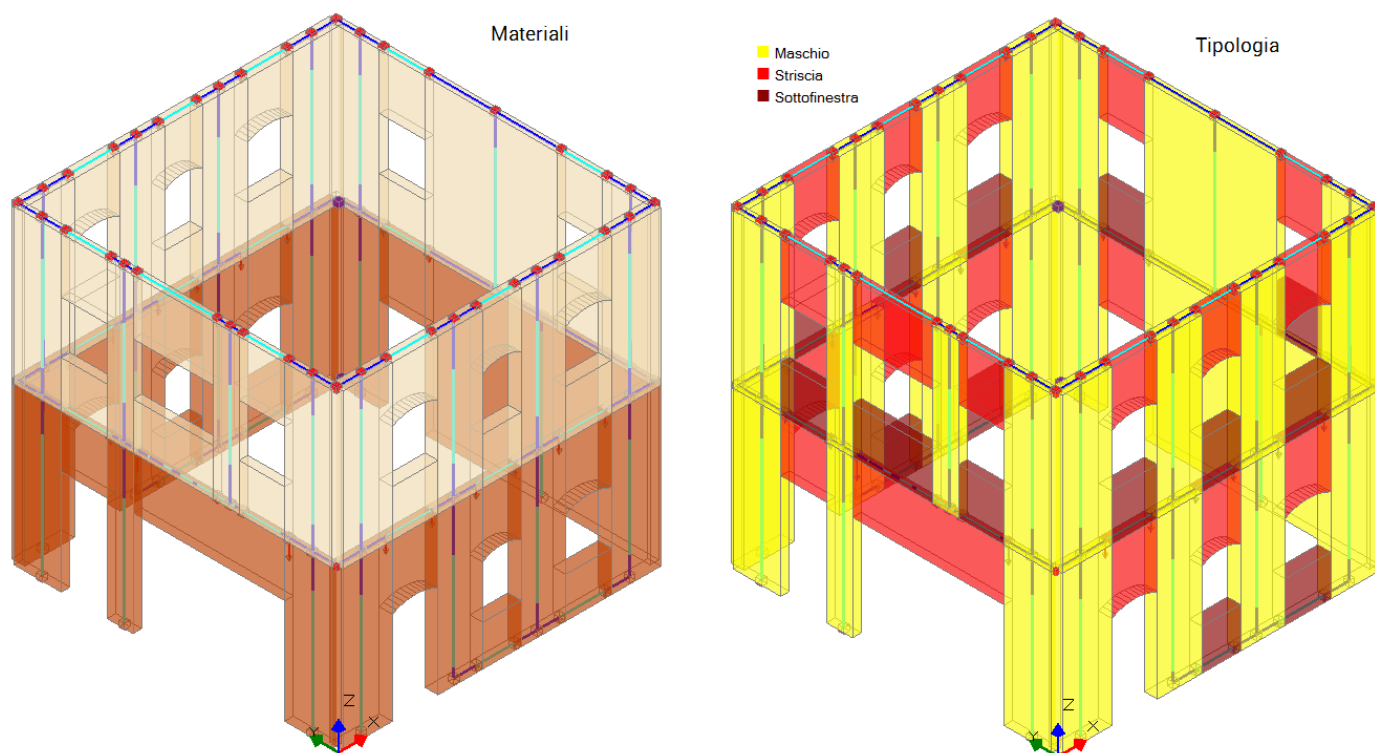 Materiali
Tipologia
Maschio
Striscia
Sottofinestra
Z
X
Y
Z
X
Y